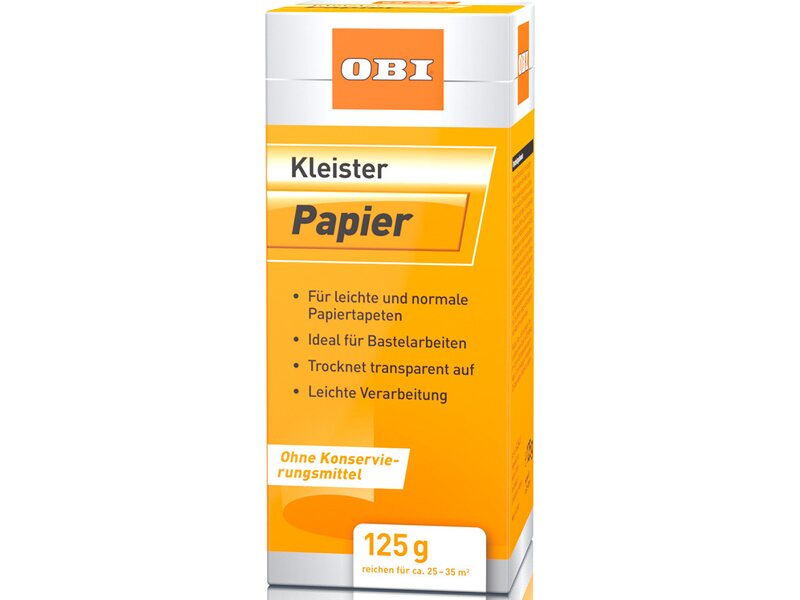 OBI
Kleister
Papier
• Für leichte und normale
Papiertapeten
• Ideal für Bastelarbeiten
• Trocknet transparent auf
• Leichte Verarbeitung
Ohne Konservie-
rungsmittel
125 g
reichen für ca. 25–35 m²
OBI